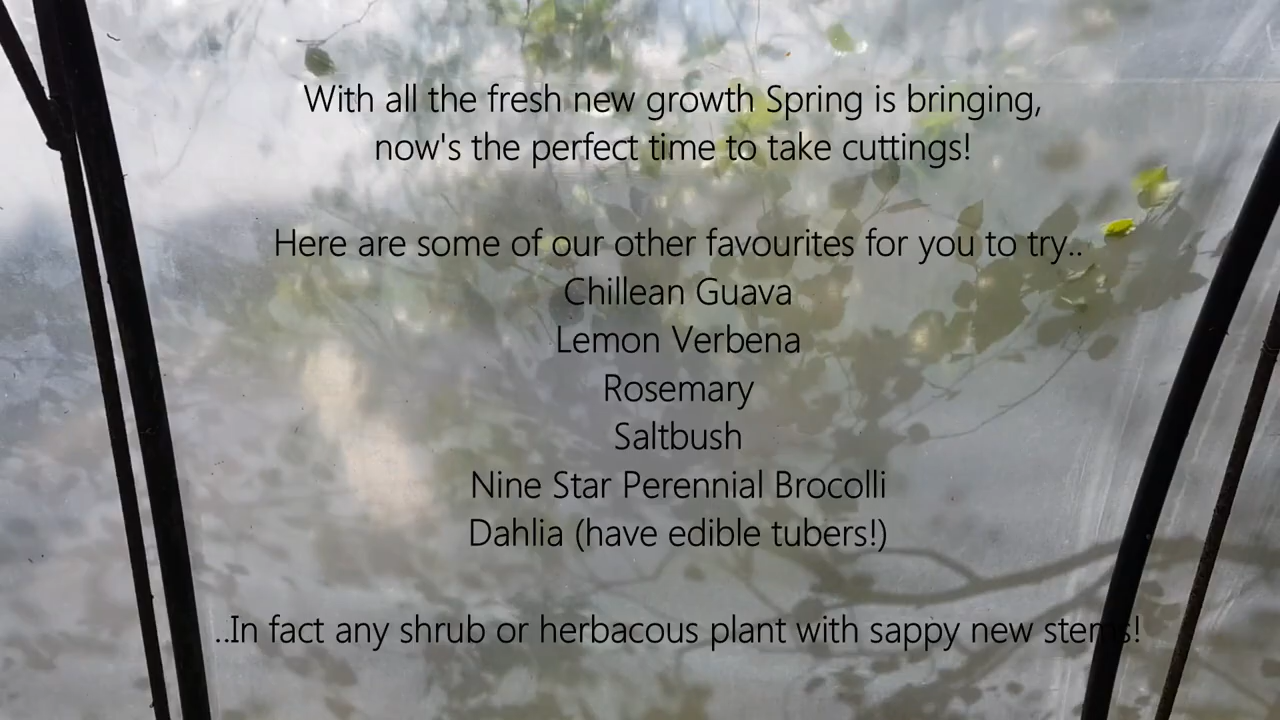 With all the fresh new growth Spring is bringing,
now's the perfect time to take cuttings!
Here are some of our other favourites for you to try..
Chillean Guava
Lemon Verbena
Rosemary
Saltbush
Nine Star Perennial Brocolli
Dahlia (have edible tubers!)
..In fact any shrub or herbacous plant with sappy new stems!